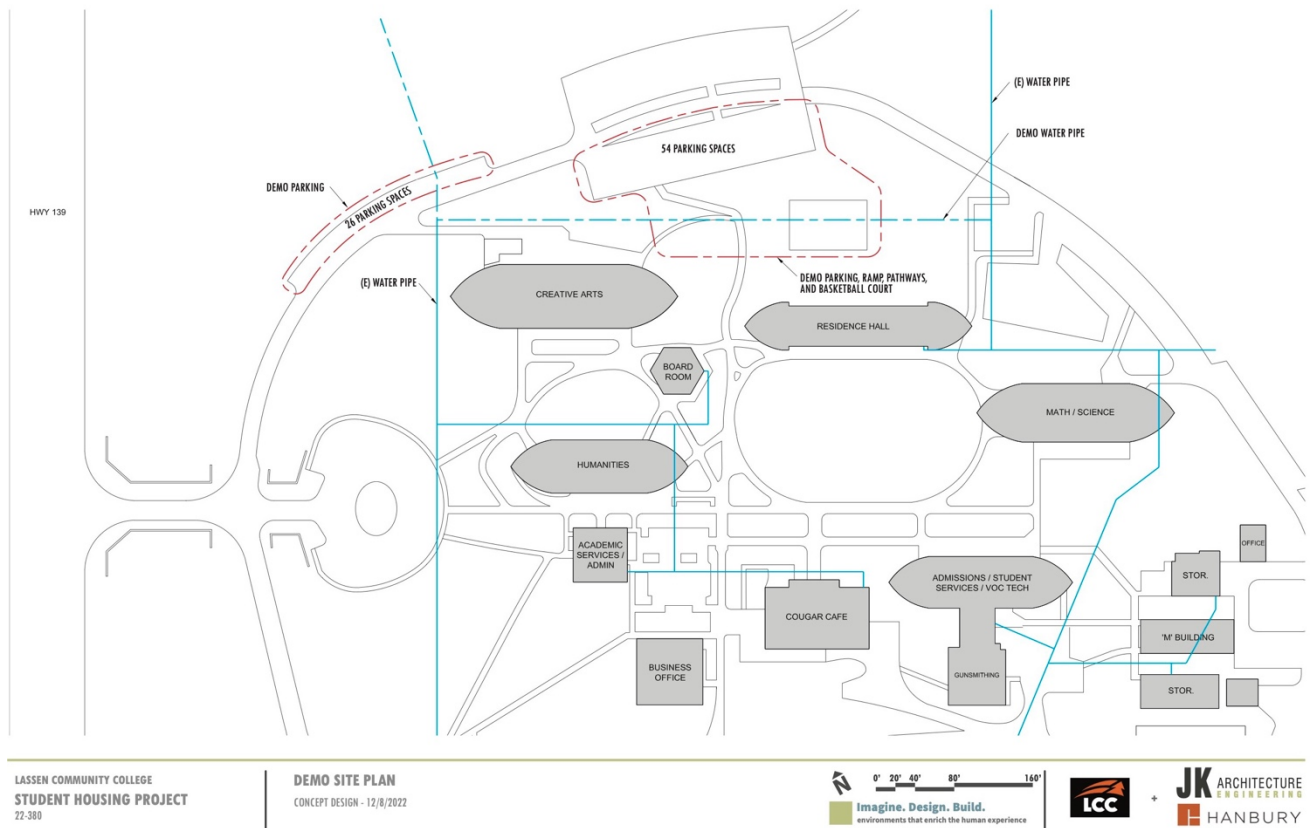 (E) WATER PIPE
DEMO WATER PIPE
54 PARKING SPACES
DEMO PARKING
26 PARKING SPACES
HWY 139
(E) WATER PIPE
DEMO PARKING, RAMP, PATHWAYS,
AND BASKETBALL COURT
CREATIVE ARTS
RESIDENCE HALL
BOARD
ROOM
MATH / SCIENCE
HUMANITIES
ACADEMIC
SERVICES /
ADMIN
OFFICE
STOR.
ADMISSIONS / STUDENT
SERVICES / VOC TECH
COUGAR CAFE
'M' BUILDING
BUSINESS
OFFICE
GUNSMITHING
STOR.
LASSEN COMMUNITY COLLEGE
STUDENT HOUSING PROJECT
22-380
DEMO SITE PLAN
CONCEPT DESIGN - 12/8/2022
N
0' 20' 40' 80' 160'
Imagine. Design. Build.
environments that enrich the human experience
LCC
+
JK ARCHITECTURE
ENGINEERING
HANBURY